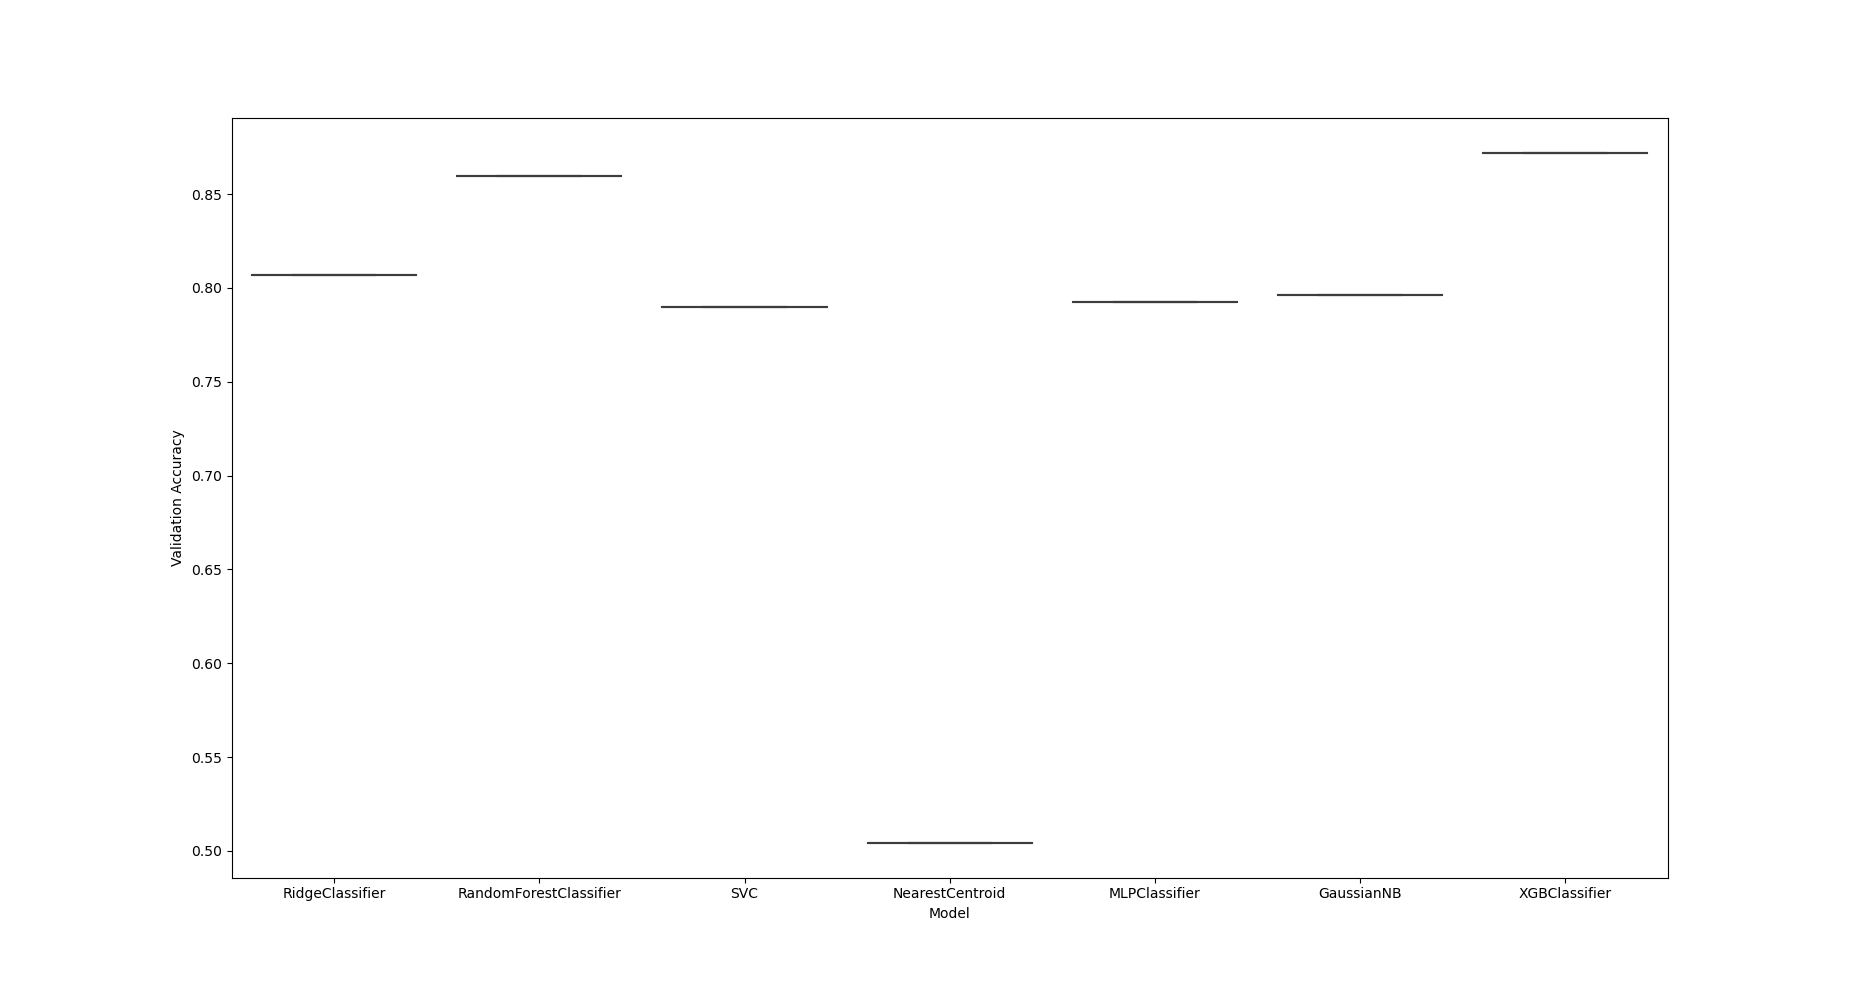 0.85
0.80
0.75
0.70
0.65
0.60
0.55
0.50
Validation Accuracy
RidgeClassifier RandomForestClassifier SVC NearestCentroid MLPClassifier GaussianNB XGBClassifier
Model